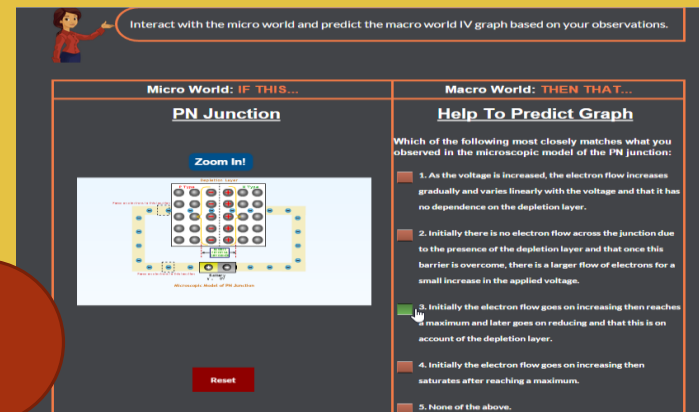 Interact with the micro world and predict the macro world IV graph based on your observations.
Micro World: IF THIS...
Macro World: THEN THAT...
PN Junction
Help To Predict Graph
Zoom In!
Depletion Layer
P Type
N Type
Battery
Microscopic Model of PN Junction
Reset
Which of the following most closely matches what you
observed in the microscopic model of the PN junction:
1. As the voltage is increased, the electron flow increases
gradually and varies linearly with the voltage and that it has
no dependence on the depletion layer.
2. Initially there is no electron flow across the junction due
to the presence of the depletion layer and that once this
barrier is overcome, there is a larger flow of electrons for a
small increase in the applied voltage.
3. Initially the electron flow goes on increasing then reaches
a maximum and later goes on reducing and that this is on
account of the depletion layer.
4. Initially the electron flow goes on increasing then
saturates after reaching a maximum.
5. None of the above.